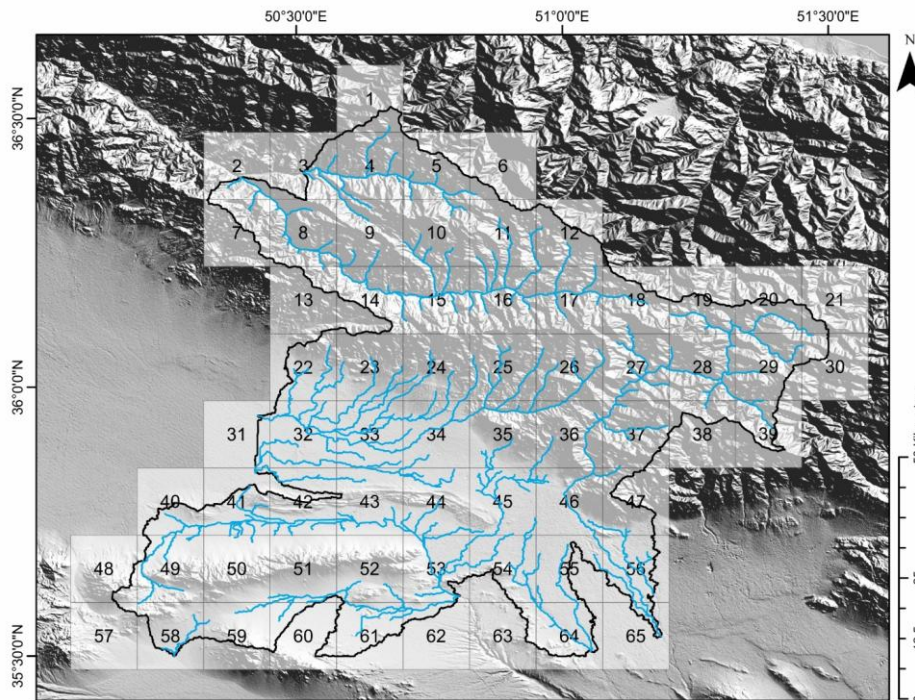 50°30'0"E 51°0'0"E 51°30'0"E
N
36°30'0"N
36°0'0"N
35°30'0"N
1
2 3 4 5 6
7 8 9 10 11 12
13 14 15 16 17 18 19 20 21
22 23 24 25 26 27 28 29 30
31 32 33 34 35 36 37 38 39
40 41 42 43 44 45 46 47
48 49 50 51 52 53 54 55 56
57 58 59 60 61 62 63 64 65